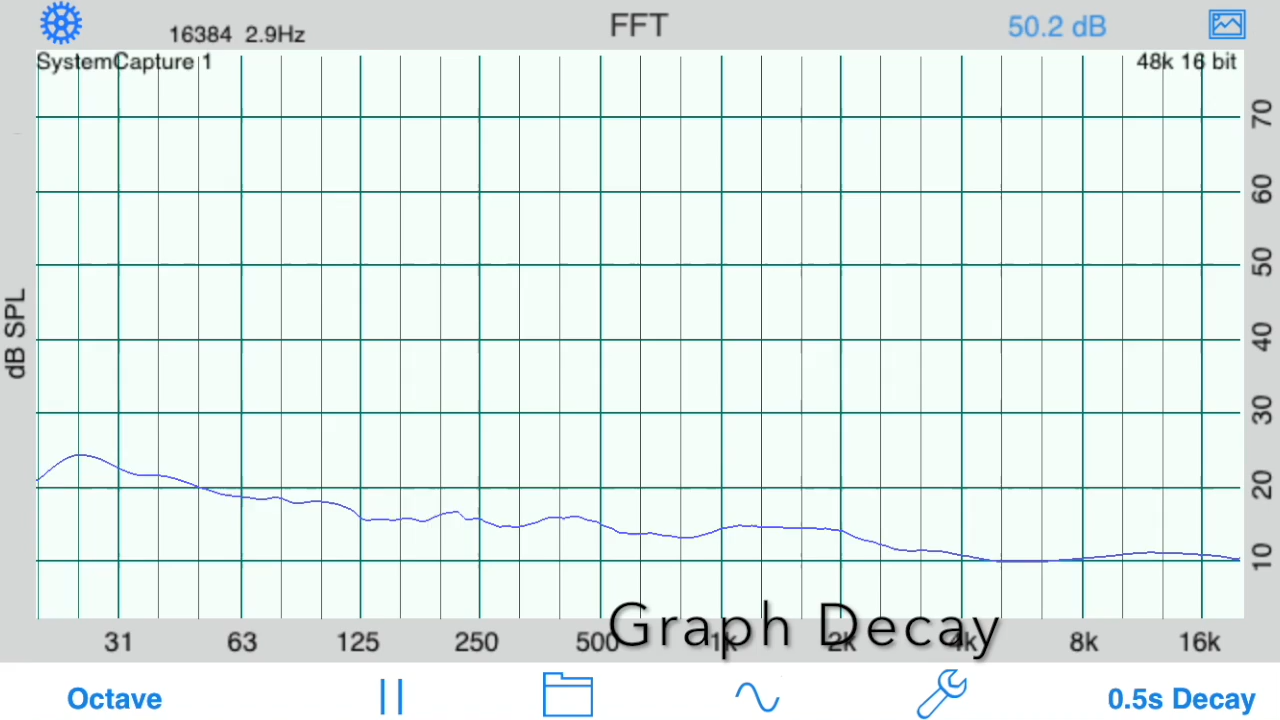 16384 2.9Hz
FFT
50.2 dB
SystemCapture 1
48k 16 bit
dB SPL
70
60
50
40
30
20
10
31 63 125 250 500 1k 2k 4k 8k 16k
Graph Decay
Octave
0.5s Decay